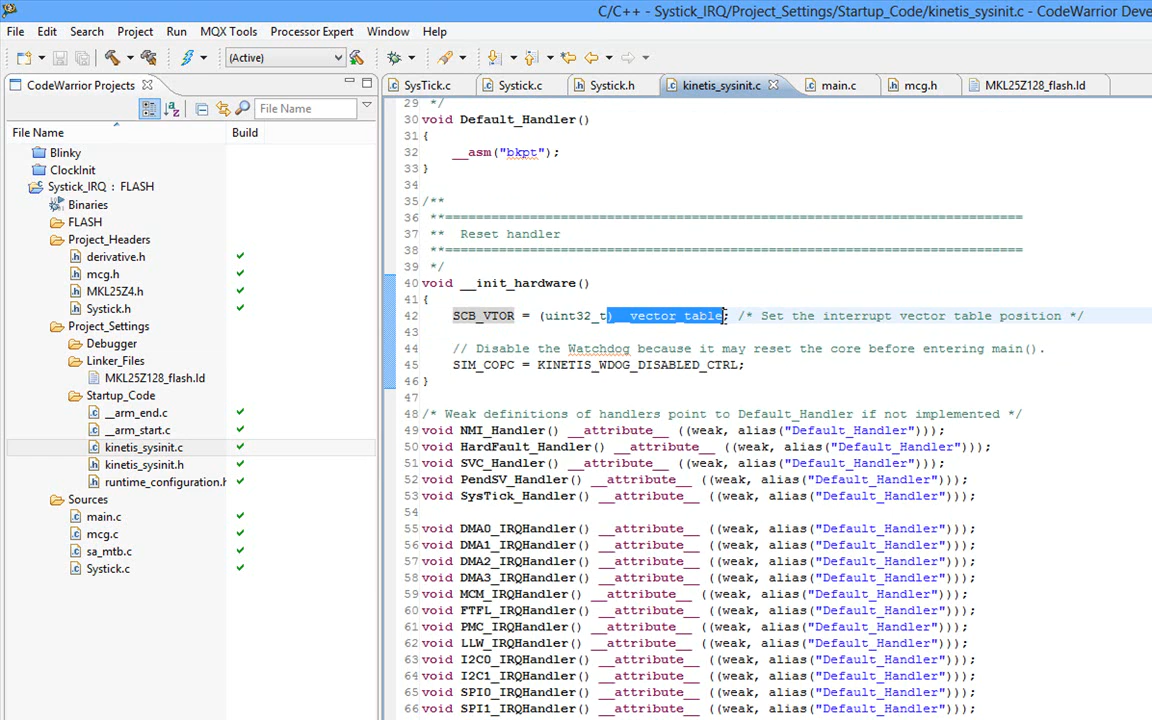 C/C++ - Systick_IRQ/Project_Settings/Startup_Code/kinetis_sysinit.c - CodeWarrior Deve
File Edit Search Project Run MQX Tools Processor Expert Window Help
(Active)
CodeWarrior Projects
SysTick.c Systick.c Systick.h kinetis_sysinit.c main.c mcg.h MKL25Z128_flash.ld
File Name
File Name Build
Blinky
ClockInit
Systick_IRQ : FLASH
Binaries
FLASH
Project_Headers
derivative.h
mcg.h
MKL25Z4.h
Systick.h
Project_Settings
Debugger
Linker_Files
MKL25Z128_flash.ld
Startup_Code
__arm_end.c
__arm_start.c
kinetis_sysinit.c
kinetis_sysinit.h
runtime_configuration.h
Sources
main.c
mcg.c
sa_mtb.c
Systick.c
29 */
30 void Default_Handler()
31 {
32 __asm("bkpt");
33 }
34
35 /**
36 **===========================================================================
37 ** Reset handler
38 **===========================================================================
39 */
40 void __init_hardware()
41 {
42 SCB_VTOR = (uint32_t)__vector_table; /* Set the interrupt vector table position */
43
44 // Disable the Watchdog because it may reset the core before entering main().
45 SIM_COPC = KINETIS_WDOG_DISABLED_CTRL;
46 }
47
48 /* Weak definitions of handlers point to Default_Handler if not implemented */
49 void NMI_Handler() __attribute__ ((weak, alias("Default_Handler")));
50 void HardFault_Handler() __attribute__ ((weak, alias("Default_Handler")));
51 void SVC_Handler() __attribute__ ((weak, alias("Default_Handler")));
52 void PendSV_Handler() __attribute__ ((weak, alias("Default_Handler")));
53 void SysTick_Handler() __attribute__ ((weak, alias("Default_Handler")));
54
55 void DMA0_IRQHandler() __attribute__ ((weak, alias("Default_Handler")));
56 void DMA1_IRQHandler() __attribute__ ((weak, alias("Default_Handler")));
57 void DMA2_IRQHandler() __attribute__ ((weak, alias("Default_Handler")));
58 void DMA3_IRQHandler() __attribute__ ((weak, alias("Default_Handler")));
59 void MCM_IRQHandler() __attribute__ ((weak, alias("Default_Handler")));
60 void FTFL_IRQHandler() __attribute__ ((weak, alias("Default_Handler")));
61 void PMC_IRQHandler() __attribute__ ((weak, alias("Default_Handler")));
62 void LLW_IRQHandler() __attribute__ ((weak, alias("Default_Handler")));
63 void I2C0_IRQHandler() __attribute__ ((weak, alias("Default_Handler")));
64 void I2C1_IRQHandler() __attribute__ ((weak, alias("Default_Handler")));
65 void SPI0_IRQHandler() __attribute__ ((weak, alias("Default_Handler")));
66 void SPI1_IRQHandler() __attribute__ ((weak, alias("Default_Handler")));